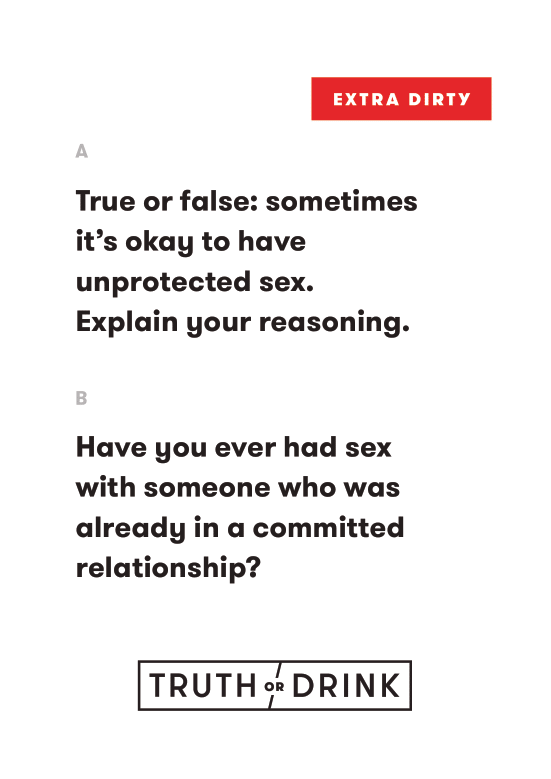 EXTRA DIRTY
A
True or false: sometimes
it’s okay to have
unprotected sex.
Explain your reasoning.
B
Have you ever had sex
with someone who was
already in a committed
relationship?
TRUTH OR DRINK